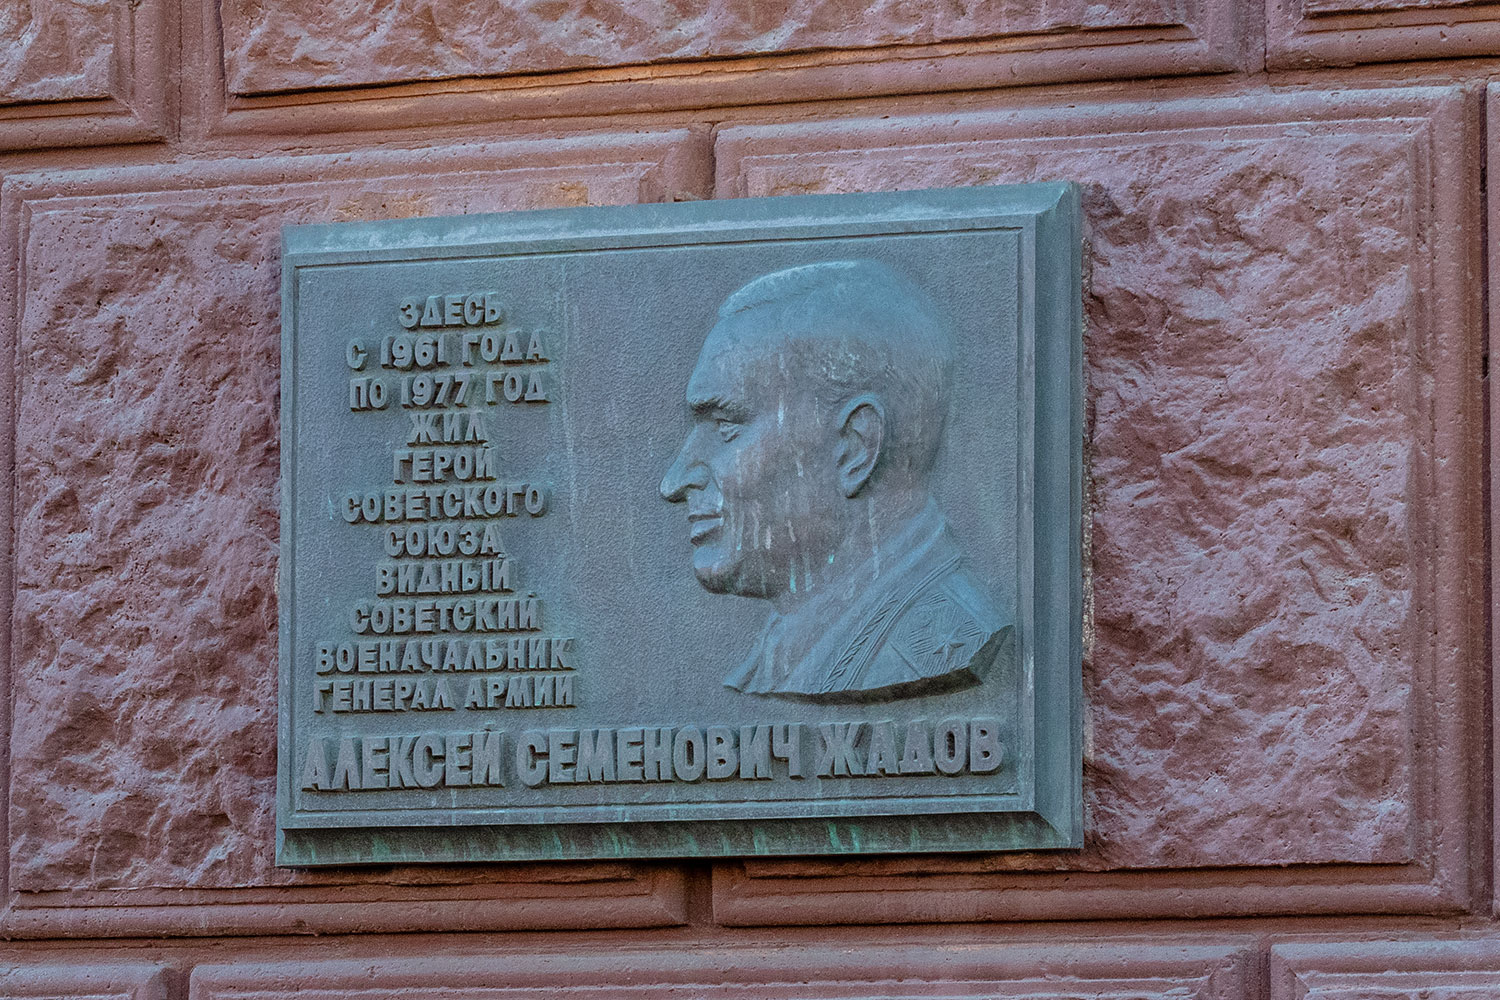 ЗДЕСЬ
С 1961 ГОДА
ПО 1977 ГОД
ЖИЛ
ГЕРОЙ
СОВЕТСКОГО
СОЮЗА
ВИДНЫЙ
СОВЕТСКИЙ
ВОЕНАЧАЛЬНИК
ГЕНЕРАЛ АРМИИ
АЛЕКСЕЙ СЕМЕНОВИЧ ЖАДОВ